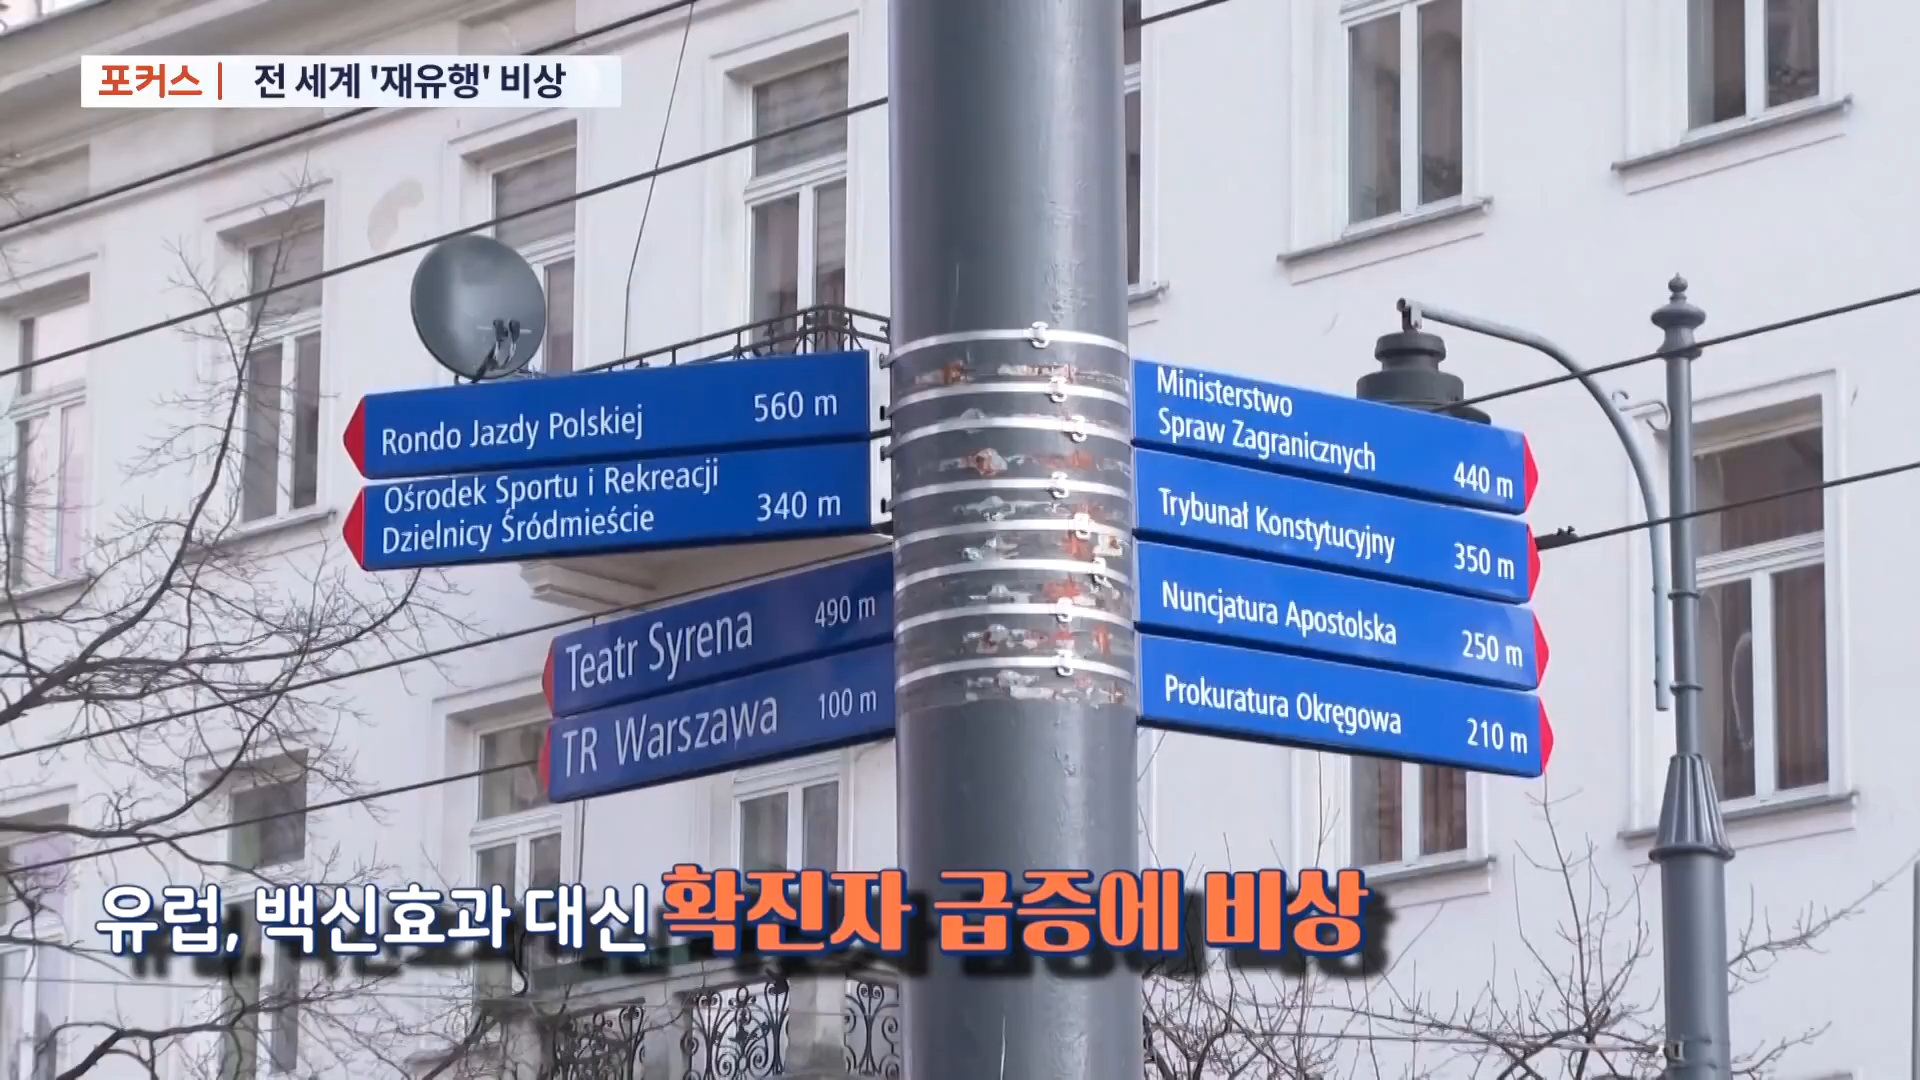 포커스 | 전 세계 '재유행' 비상
Rondo Jazdy Polskiej 560 m
Ośrodek Sportu i Rekreacji
Dzielnicy Śródmieście 340 m
Teatr Syrena 490 m
TR Warszawa 100 m
Ministerstwo
Spraw Zagranicznych 440 m
Trybunał Konstytucyjny 350 m
Nuncjatura Apostolska 250 m
Prokuratura Okręgowa 210 m
유럽, 백신효과 대신 확진자 급증에 비상